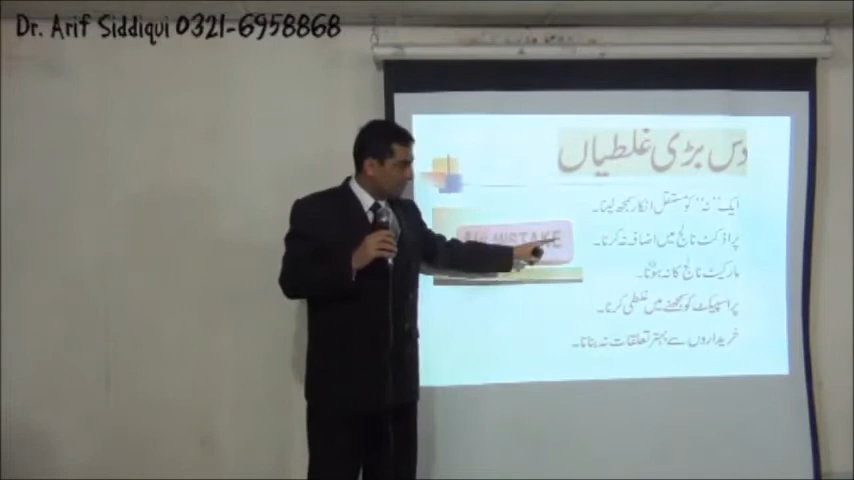 Dr. Arif Siddiqui 0321-6958868
دس بڑی غلطیاں
ایک "نہ" کو مستقل انکار سمجھ لینا۔
پراڈکٹ نالج میں اضافہ نہ کرنا۔
مارکیٹ نالج کا نہ ہونا۔
پراسپیکٹ کو سمجھنے میں غلطی کرنا۔
خریداروں سے بہتر تعلقات نہ بنانا۔
MISTAKE